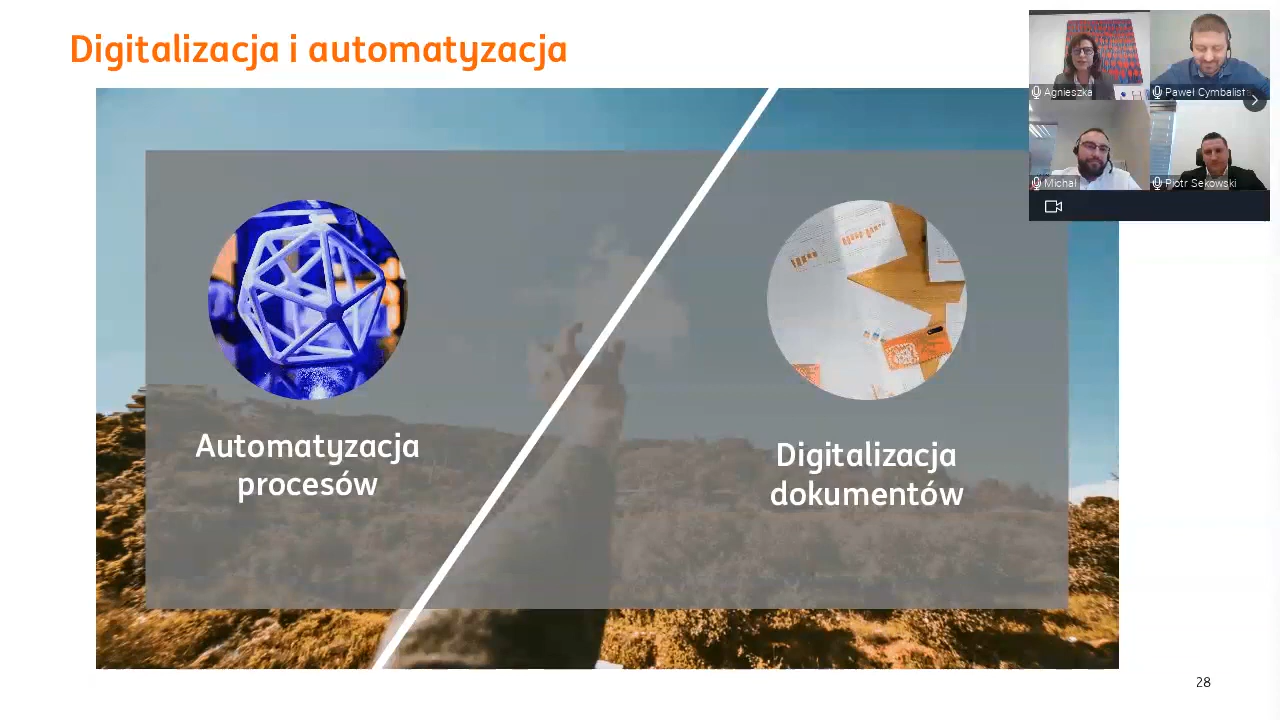 Digitalizacja i automatyzacja
Agnieszka
Paweł Cymbalist
Michał
Piotr Sekowski
Automatyzacja
procesów
Digitalizacja
dokumentów
28